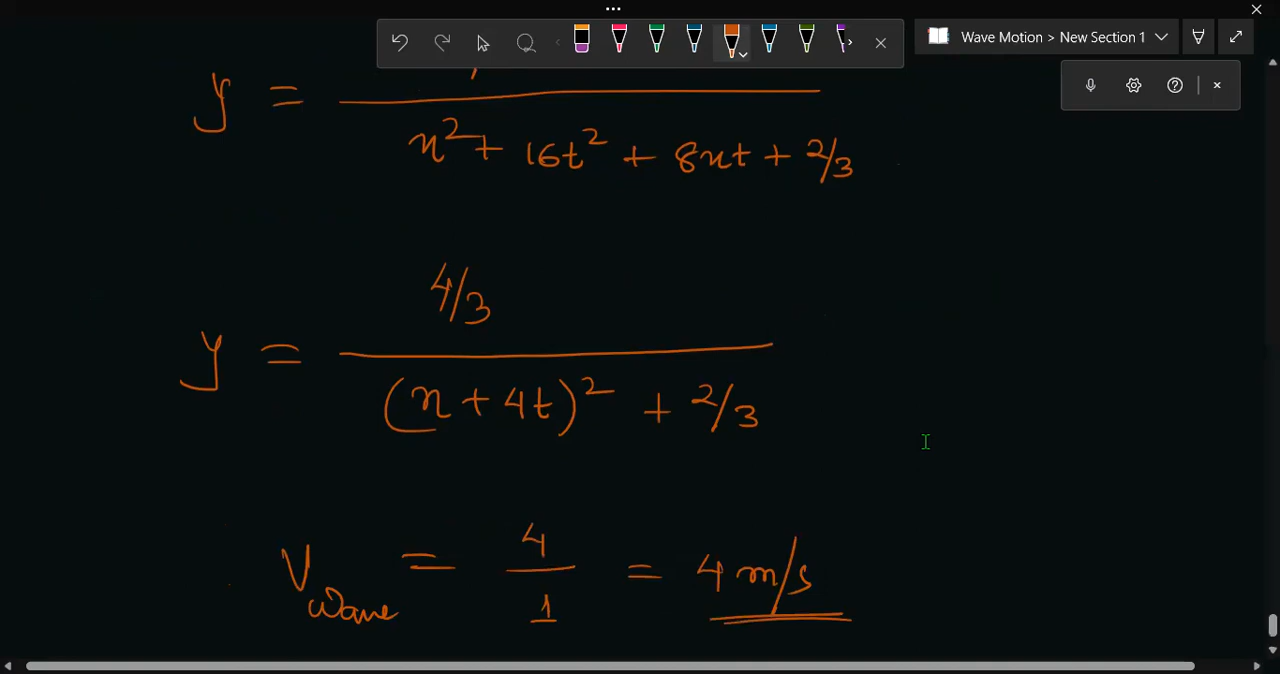 Wave Motion > New Section 1
y = 
x² + 16t² + 8xt + 2/3
y = 4/3
(x + 4t)² + 2/3
V wave = 4/1 = 4 m/s